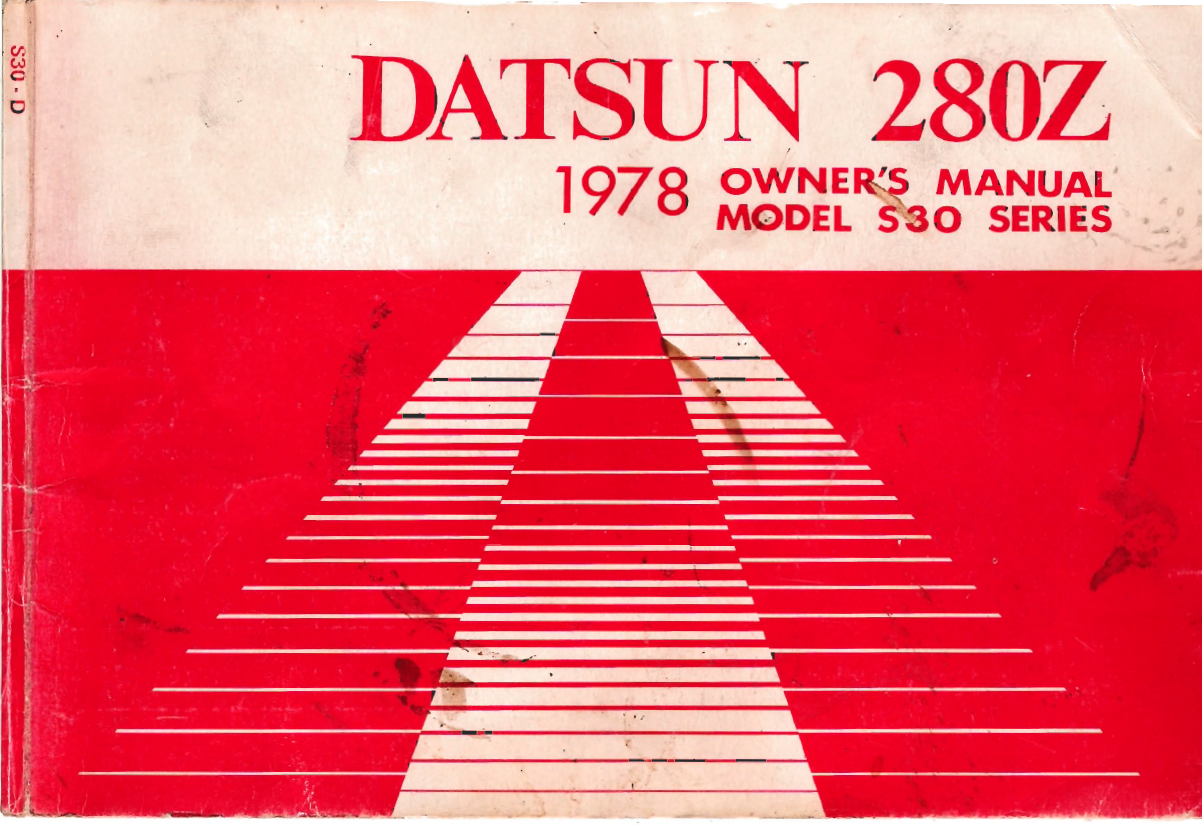 S30 - D
DATSUN 280Z
1978 OWNER'S MANUAL
MODEL S30 SERIES